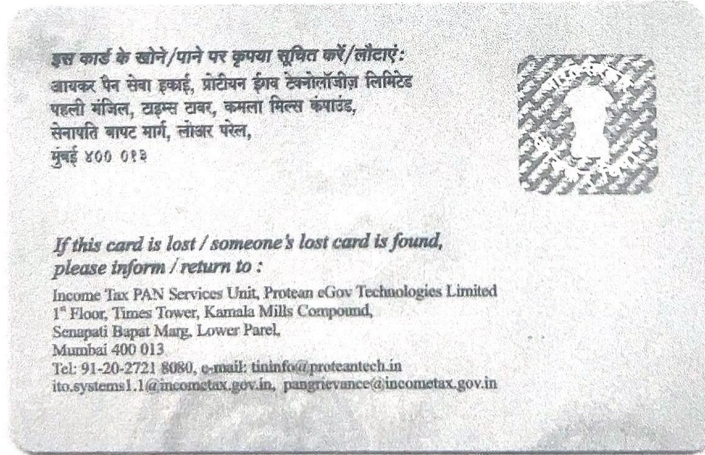 इस कार्ड के खोने/पाने पर कृपया सूचित करें/लौटाएं:
आयकर पैन सेवा इकाई, प्रोटीयन ईगव टेक्नोलॉजीज़ लिमिटेड
पहली मंजिल, टाइम्स टावर, कमला मिल्स कंपाउंड,
सेनापति बापट मार्ग, लोअर परेल,
मुंबई ४०० ०१३
If this card is lost / someone's lost card is found,
please inform / return to :
Income Tax PAN Services Unit, Protean eGov Technologies Limited
1st Floor, Times Tower, Kamala Mills Compound,
Senapati Bapat Marg, Lower Parel,
Mumbai 400 013
Tel: 91-20-2721 8080, e-mail: tininfo@proteantech.in
ito.systems1.1@incometax.gov.in, pangrievance@incometax.gov.in